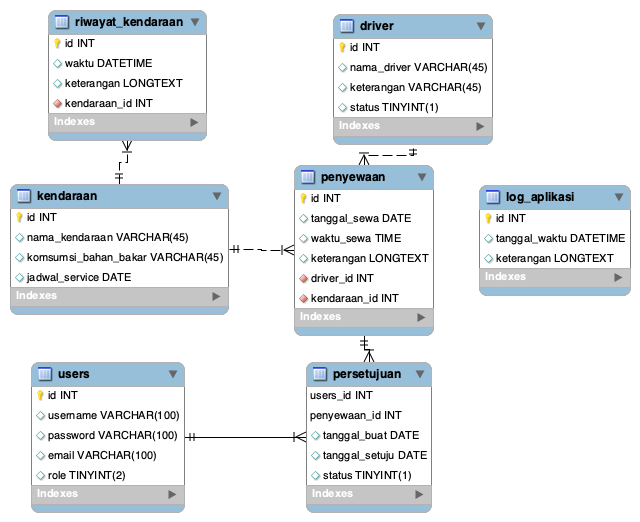 riwayat_kendaraan
id INT
waktu DATETIME
keterangan LONGTEXT
kendaraan_id INT
Indexes
driver
id INT
nama_driver VARCHAR(45)
keterangan VARCHAR(45)
status TINYINT(1)
Indexes
kendaraan
id INT
nama_kendaraan VARCHAR(45)
komsumsi_bahan_bakar VARCHAR(45)
jadwal_service DATE
Indexes
penyewaan
id INT
tanggal_sewa DATE
waktu_sewa TIME
keterangan LONGTEXT
driver_id INT
kendaraan_id INT
Indexes
log_aplikasi
id INT
tanggal_waktu DATETIME
keterangan LONGTEXT
Indexes
users
id INT
username VARCHAR(100)
password VARCHAR(100)
email VARCHAR(100)
role TINYINT(2)
Indexes
persetujuan
users_id INT
penyewaan_id INT
tanggal_buat DATE
tanggal_setuju DATE
status TINYINT(1)
Indexes